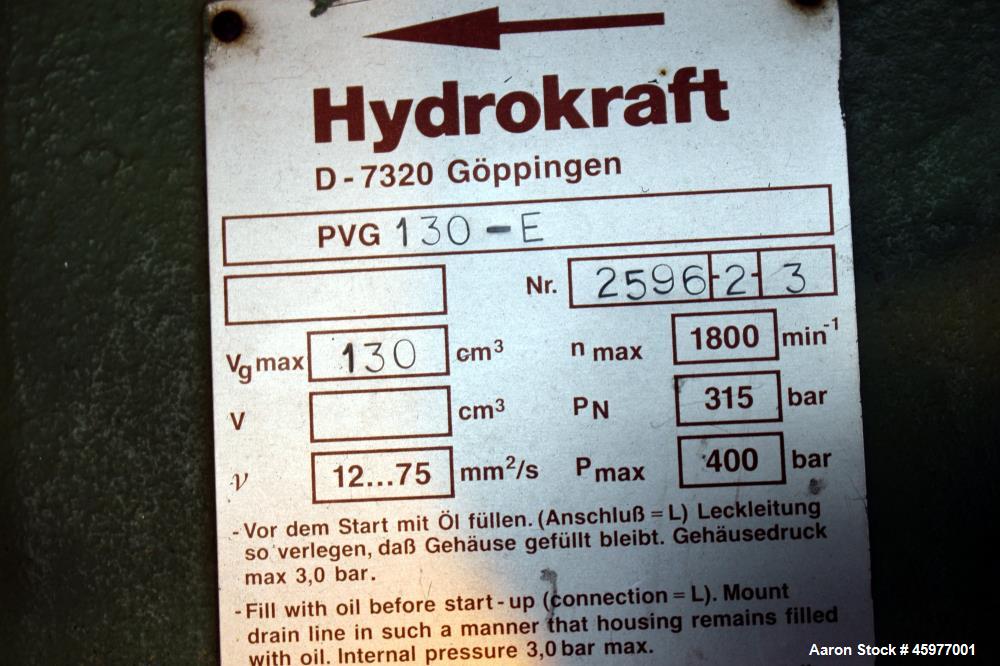 Hydrokraft
D-7320 Göppingen
PVG 130-E
Nr. 2596-2-3
Vg max 130 cm³ n max 1800 min⁻¹
V cm³ PN 315 bar
ν 12...75 mm²/s Pmax 400 bar
- Vor dem Start mit Öl füllen. (Anschluß = L) Leckleitung
so verlegen, daß Gehäuse gefüllt bleibt. Gehäusedruck
max 3,0 bar.
- Fill with oil before start-up (connection = L). Mount
drain line in such a manner that housing remains filled
with oil. Internal pressure 3,0 bar max.
Aaron Stock # 45977001